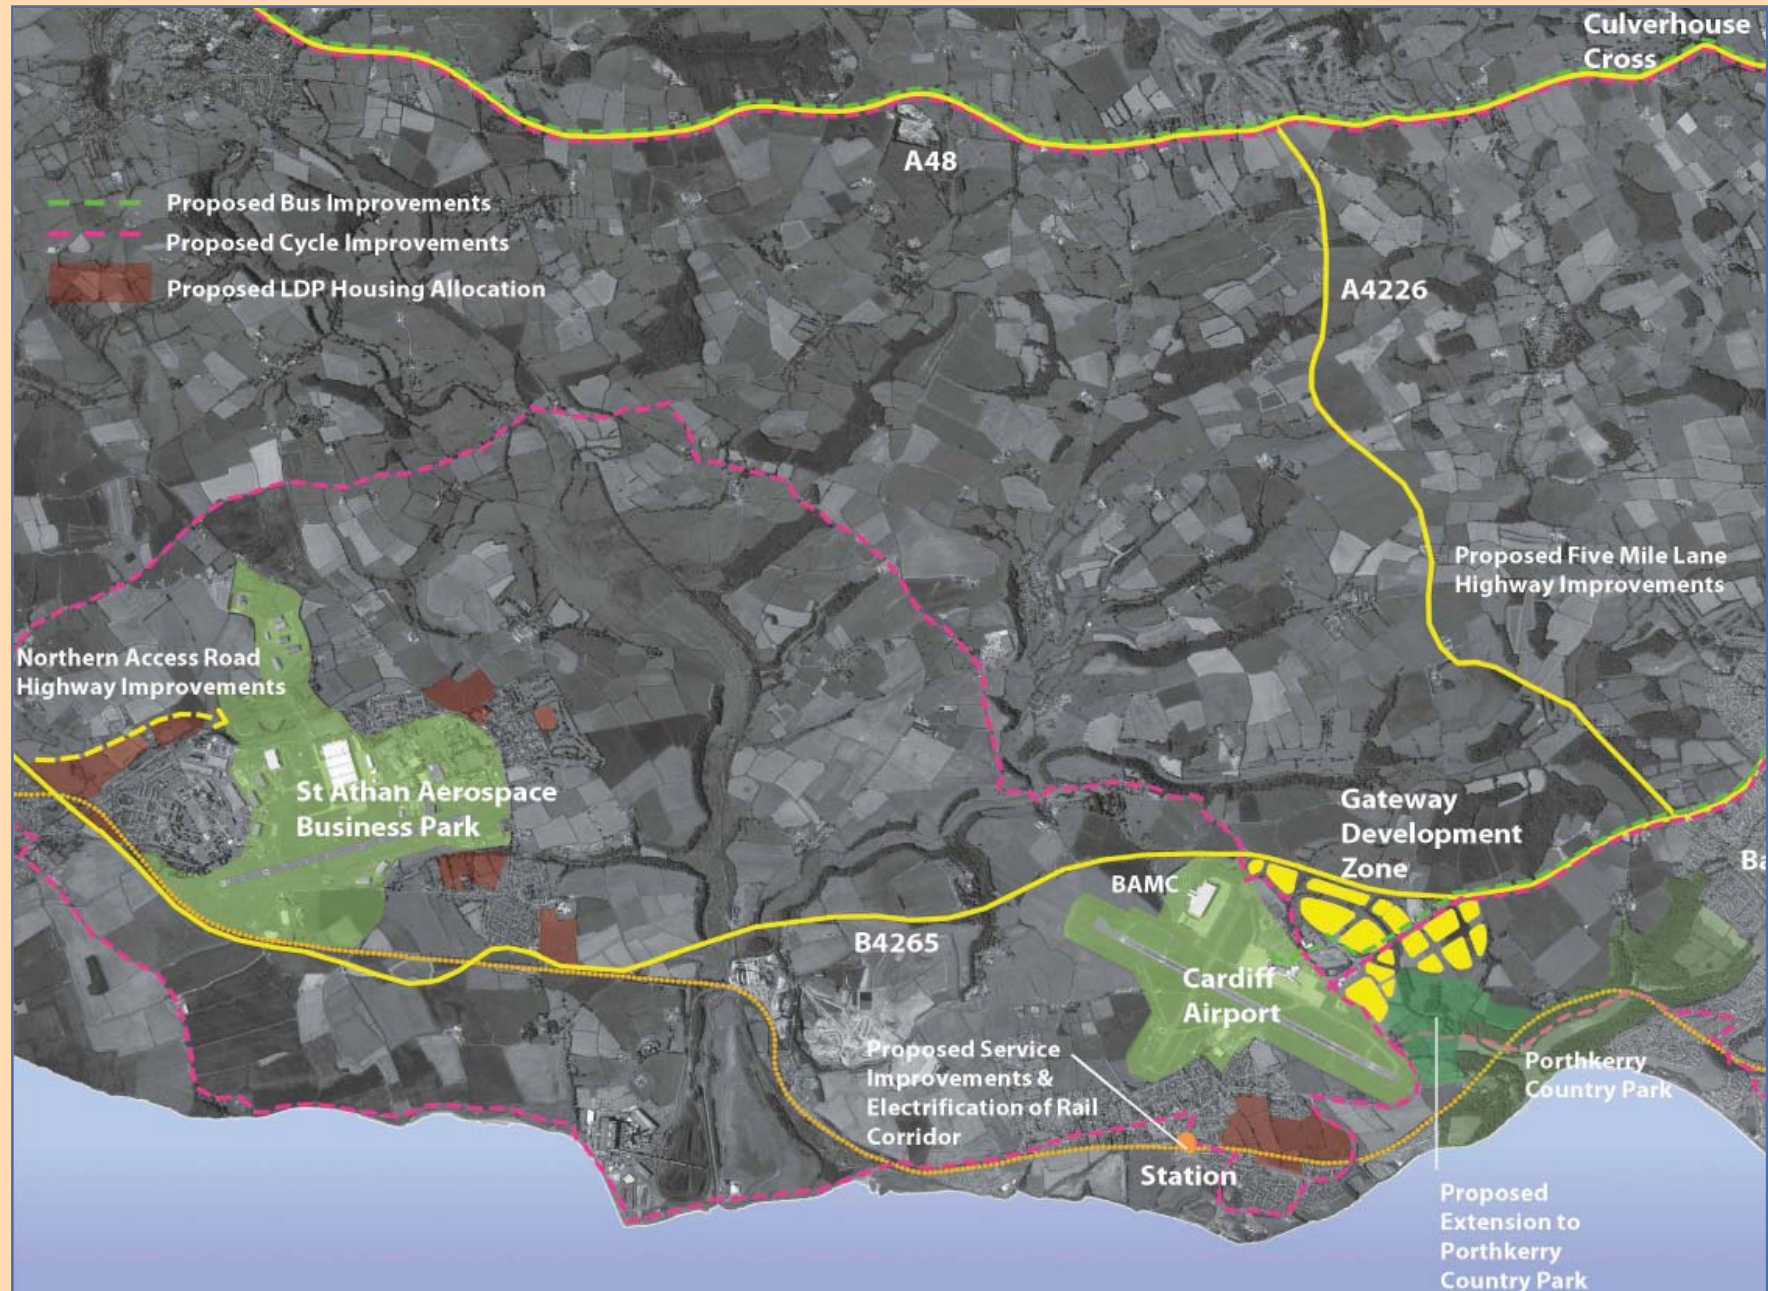 Culverhouse
Cross
A48
Proposed Bus Improvements
Proposed Cycle Improvements
Proposed LDP Housing Allocation
A4226
Proposed Five Mile Lane
Highway Improvements
Northern Access Road
Highway Improvements
St Athan Aerospace
Business Park
Gateway
Development
Zone
Ba
BAMC
B4265
Cardiff
Airport
Proposed Service
Improvements &
Electrification of Rail
Corridor
Porthkerry
Country Park
Station
Proposed
Extension to
Porthkerry
Country Park